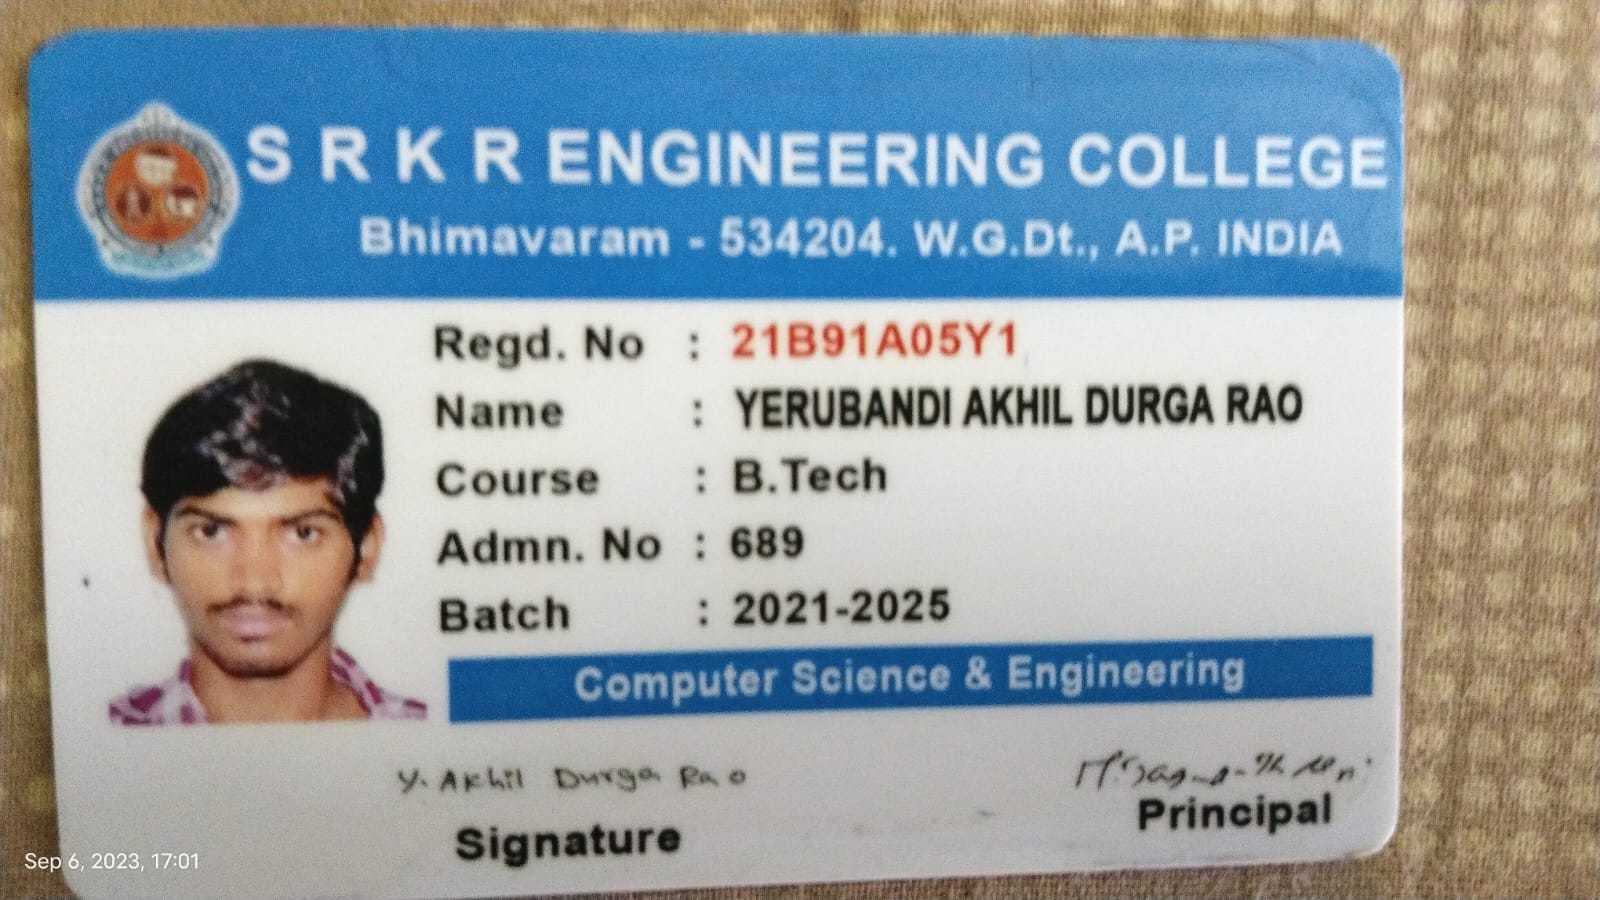 S R K R ENGINEERING COLLEGE
Bhimavaram - 534204. W.G.Dt., A.P. INDIA
Regd. No : 21B91A05Y1
Name : YERUBANDI AKHIL DURGA RAO
Course : B.Tech
Admn. No : 689
Batch : 2021-2025
Computer Science & Engineering
Y. Akhil Durga Rao
Signature
Principal
Sep 6, 2023, 17:01